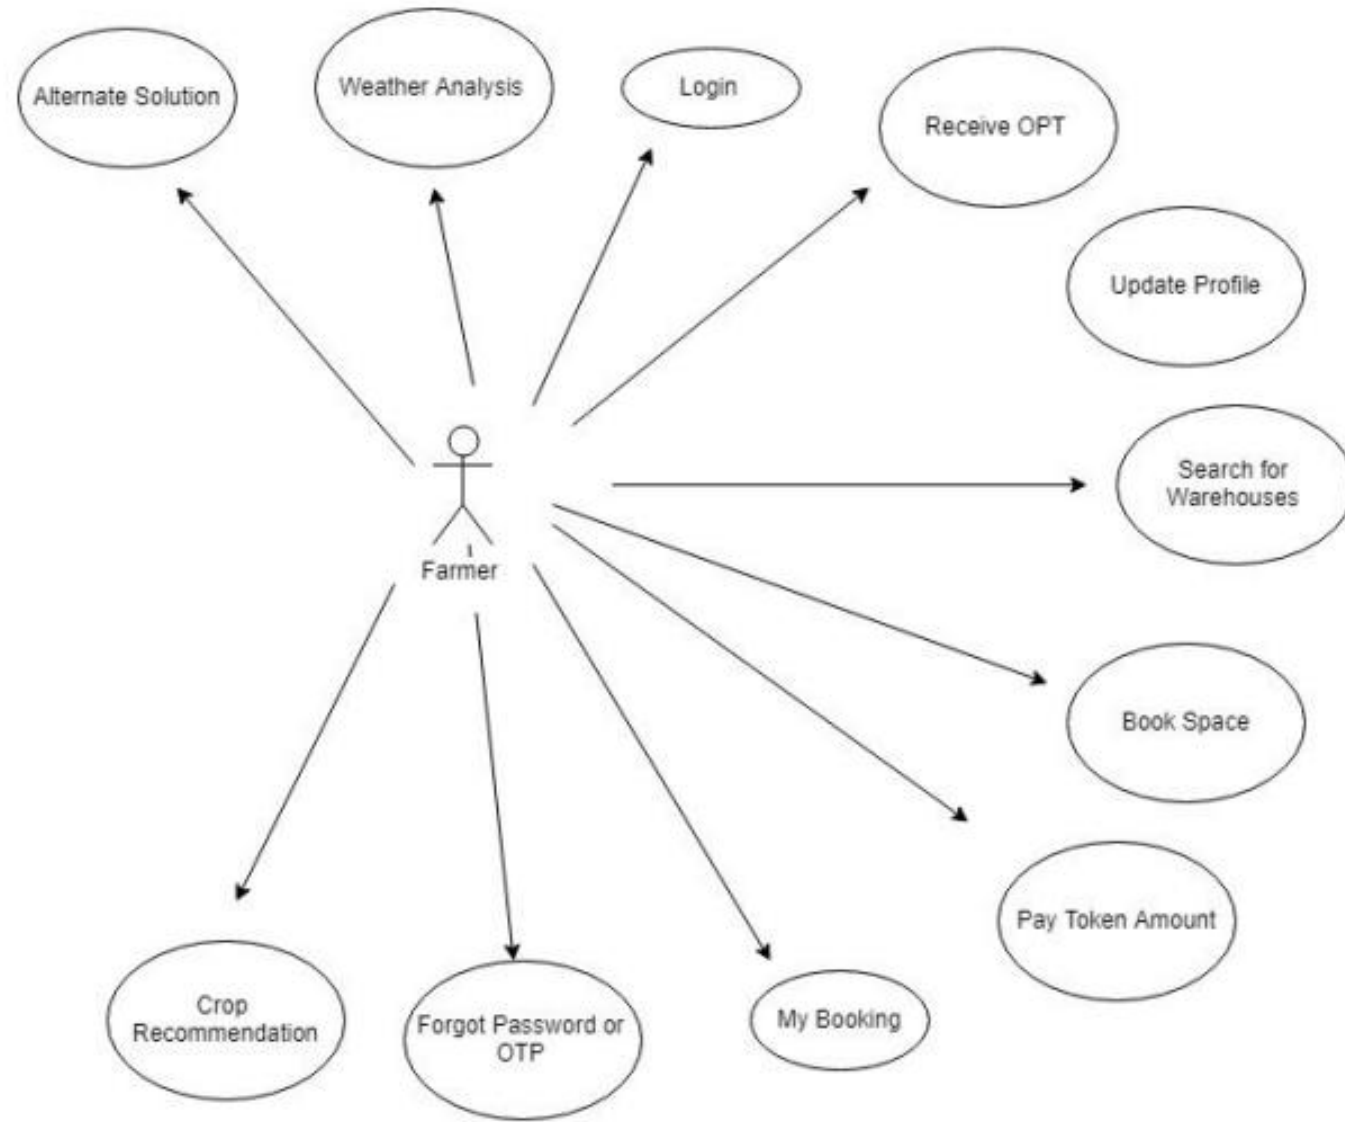 Alternate Solution
Weather Analysis
Login
Receive OPT
Update Profile
Search for
Warehouses
Farmer
Book Space
Pay Token Amount
Crop
Recommendation
Forgot Password or
OTP
My Booking